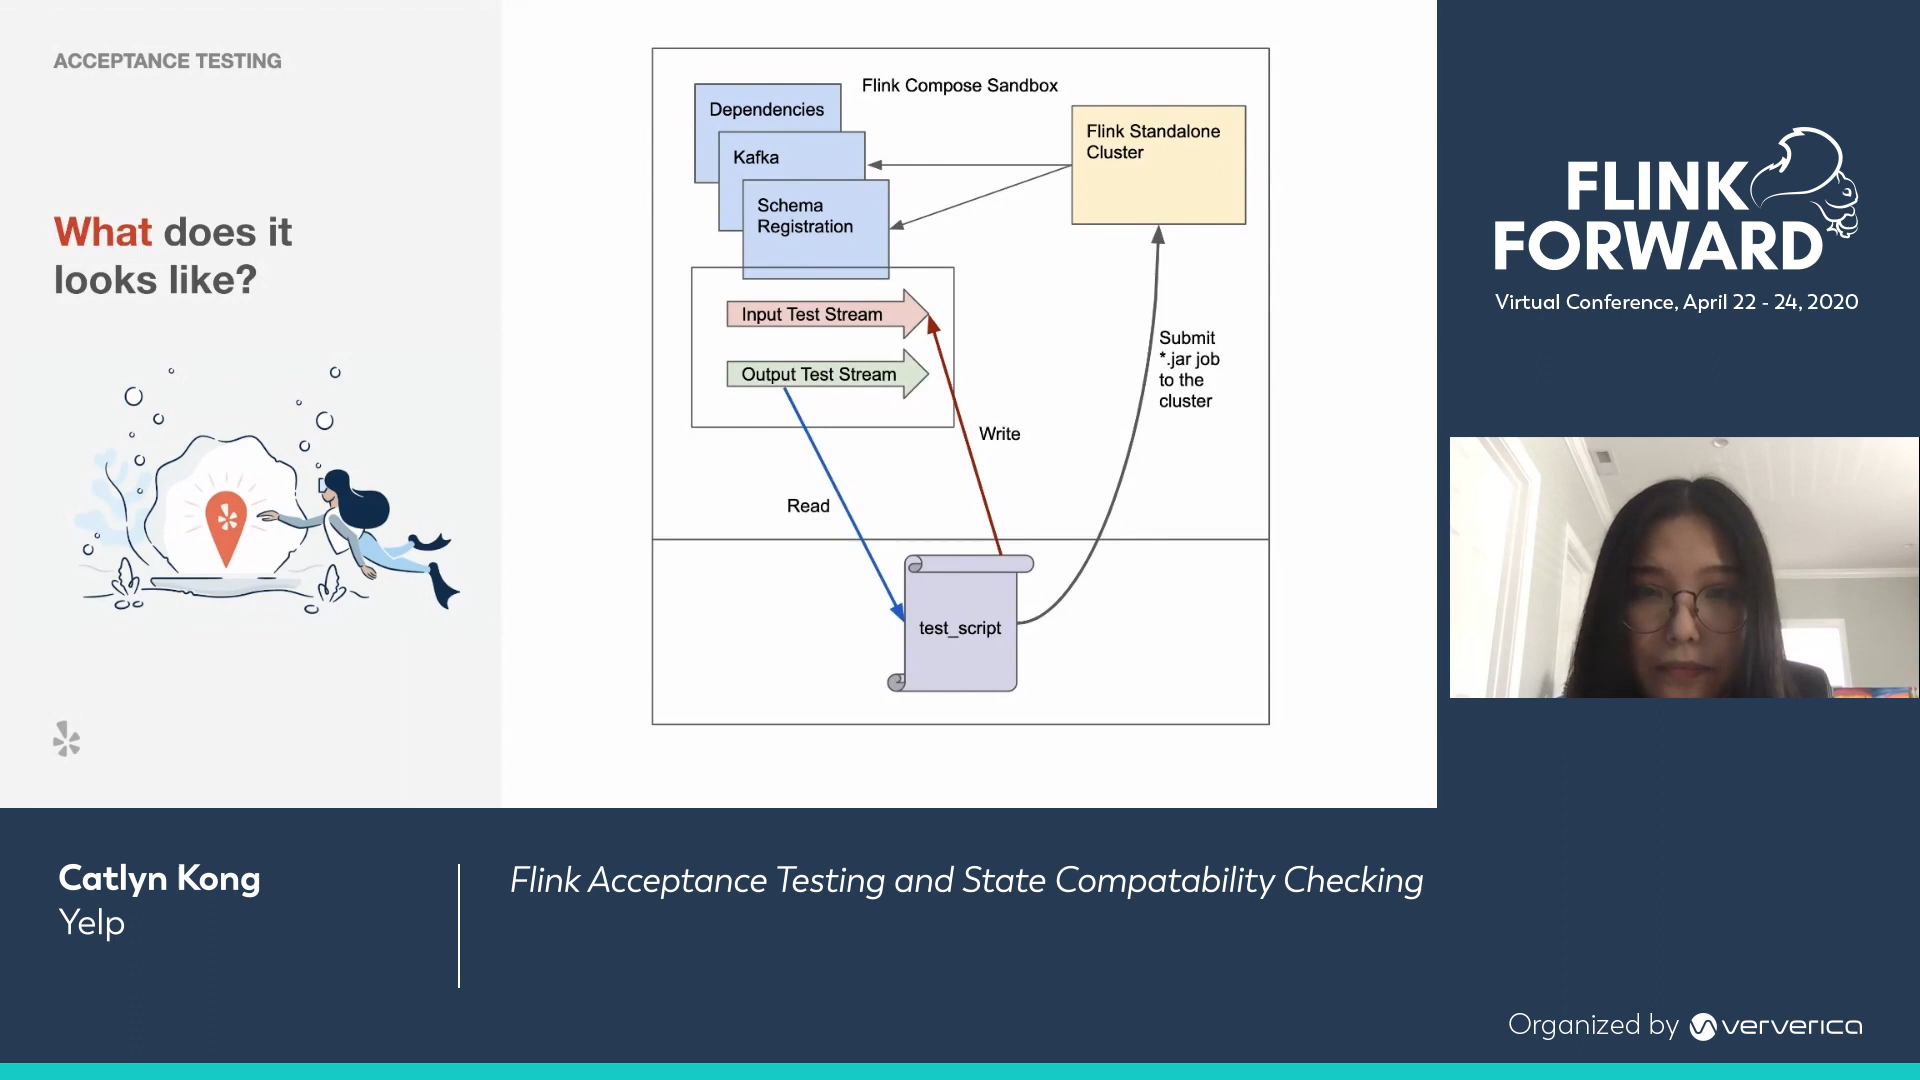 ACCEPTANCE TESTING
What does it
looks like?
Flink Compose Sandbox
Dependencies
Kafka
Schema
Registration
Flink Standalone
Cluster
Input Test Stream
Output Test Stream
Submit
*.jar job
to the
cluster
Write
Read
test_script
FLINK
FORWARD
Virtual Conference, April 22 - 24, 2020
Catlyn Kong
Yelp
Flink Acceptance Testing and State Compatability Checking
Organized by ververica